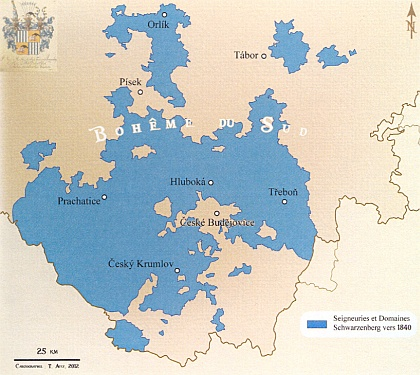 Orlík
Tábor
Písek
BOHÊME DU SUD
Hluboká
Prachatice
Třeboň
České Budějovice
Český Krumlov
Seigneuries et Domaines
Schwarzenberg vers 1840
25 KM